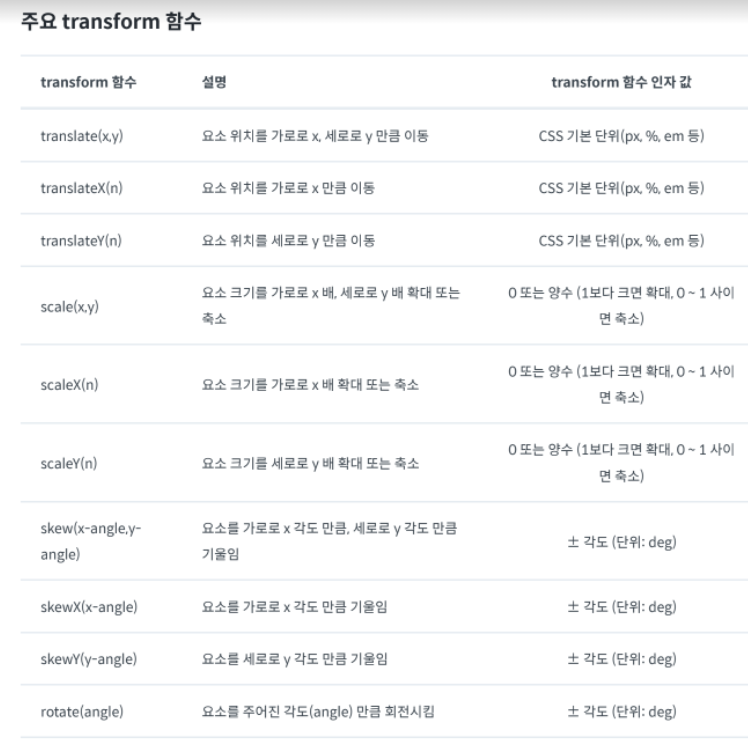 주요 transform 함수
transform 함수 설명 transform 함수 인자 값
translate(x,y) 요소 위치를 가로로 x, 세로로 y 만큼 이동 CSS 기본 단위(px, %, em 등)
translateX(n) 요소 위치를 가로로 x 만큼 이동 CSS 기본 단위(px, %, em 등)
translateY(n) 요소 위치를 세로로 y 만큼 이동 CSS 기본 단위(px, %, em 등)
scale(x,y) 요소 크기를 가로로 x 배, 세로로 y 배 확대 또는 0 또는 양수 (1보다 크면 확대, 0 ~ 1 사이
축소 면 축소)
scaleX(n) 요소 크기를 가로로 x 배 확대 또는 축소 0 또는 양수 (1보다 크면 확대, 0 ~ 1 사이
면 축소)
scaleY(n) 요소 크기를 세로로 y 배 확대 또는 축소 0 또는 양수 (1보다 크면 확대, 0 ~ 1 사이
면 축소)
skew(x-angle,y- 요소를 가로로 x 각도 만큼, 세로로 y 각도 만큼 ± 각도 (단위: deg)
angle) 기울임
skewX(x-angle) 요소를 가로로 x 각도 만큼 기울임 ± 각도 (단위: deg)
skewY(y-angle) 요소를 세로로 y 각도 만큼 기울임 ± 각도 (단위: deg)
rotate(angle) 요소를 주어진 각도(angle) 만큼 회전시킴 ± 각도 (단위: deg)